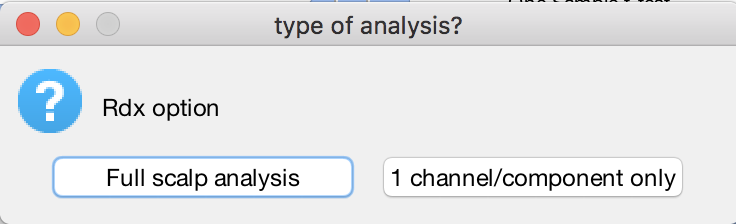 type of analysis?
Rdx option
Full scalp analysis
1 channel/component only